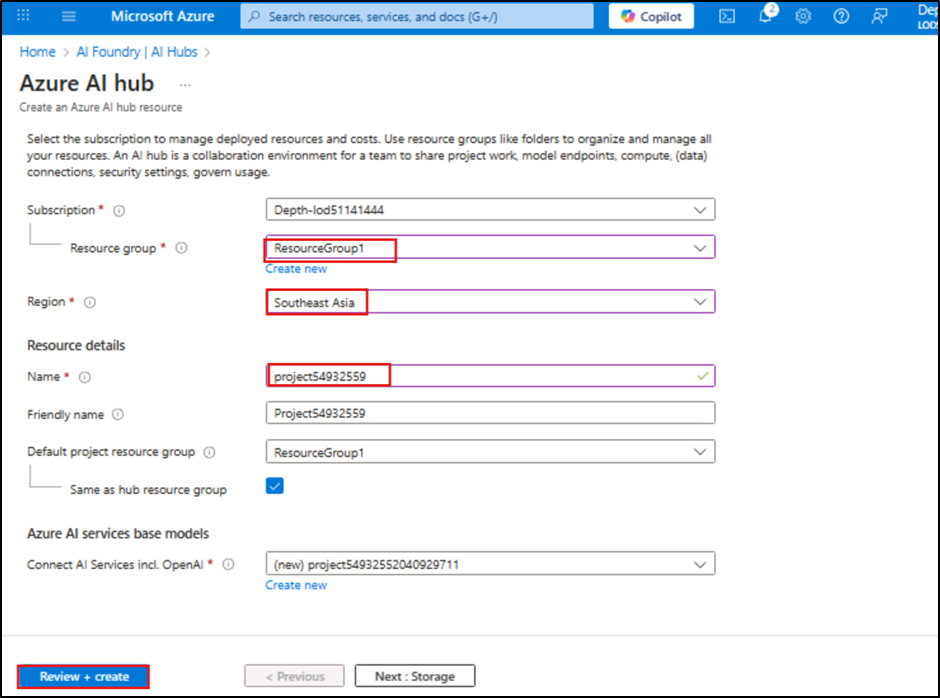 Microsoft Azure
Search resources, services, and docs (G+/)
Copilot
2
Dep
LODS
Home > AI Foundry | AI Hubs >
Azure AI hub ...
Create an Azure AI hub resource
Select the subscription to manage deployed resources and costs. Use resource groups like folders to organize and manage all
your resources. An AI hub is a collaboration environment for a team to share project work, model endpoints, compute, (data)
connections, security settings, govern usage.
Subscription *
Depth-lod51141444
Resource group *
ResourceGroup1
Create new
Region *
Southeast Asia
Resource details
Name *
project54932559
Friendly name
Project54932559
Default project resource group
ResourceGroup1
Same as hub resource group
Azure AI services base models
Connect AI Services incl. OpenAI *
(new) project54932552040929711
Create new
Review + create
< Previous
Next : Storage